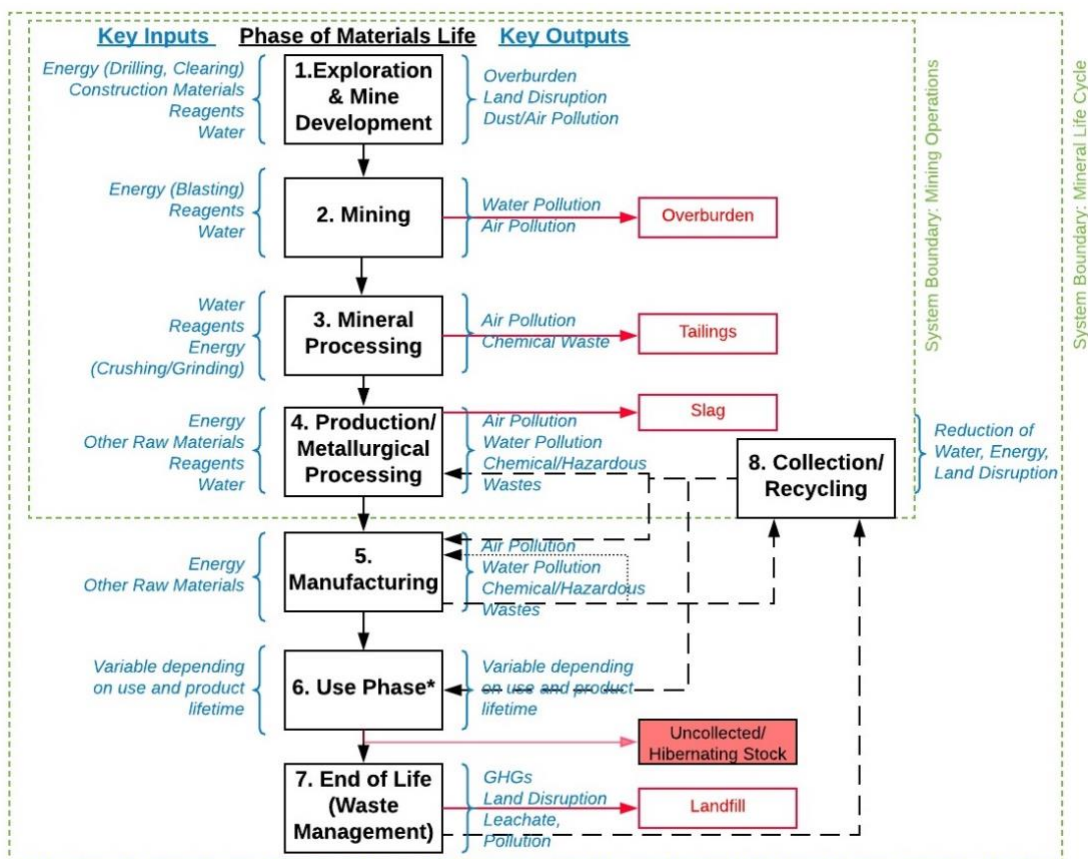 Key Inputs Phase of Materials Life Key Outputs
Energy (Drilling, Clearing)
Construction Materials
Reagents
Water
1.Exploration
& Mine
Development
Overburden
Land Disruption
Dust/Air Pollution
Energy (Blasting)
Reagents
Water
2. Mining
Water Pollution
Air Pollution
Overburden
Water
Reagents
Energy
(Crushing/Grinding)
3. Mineral
Processing
Air Pollution
Chemical Waste
Tailings
Energy
Other Raw Materials
Reagents
Water
4. Production/
Metallurgical
Processing
Air Pollution
Water Pollution
Chemical/Hazardous
Wastes
Slag
8. Collection/
Recycling
Reduction of
Water, Energy,
Land Disruption
Energy
Other Raw Materials
5.
Manufacturing
Air Pollution
Water Pollution
Chemical/Hazardous
Wastes
Variable depending
on use and product
lifetime
6. Use Phase*
Variable depending
on use and product
lifetime
Uncollected/
Hibernating Stock
7. End of Life
(Waste
Management)
GHGs
Land Disruption
Leachate,
Pollution
Landfill
System Boundary: Mining Operations
System Boundary: Mineral Life Cycle